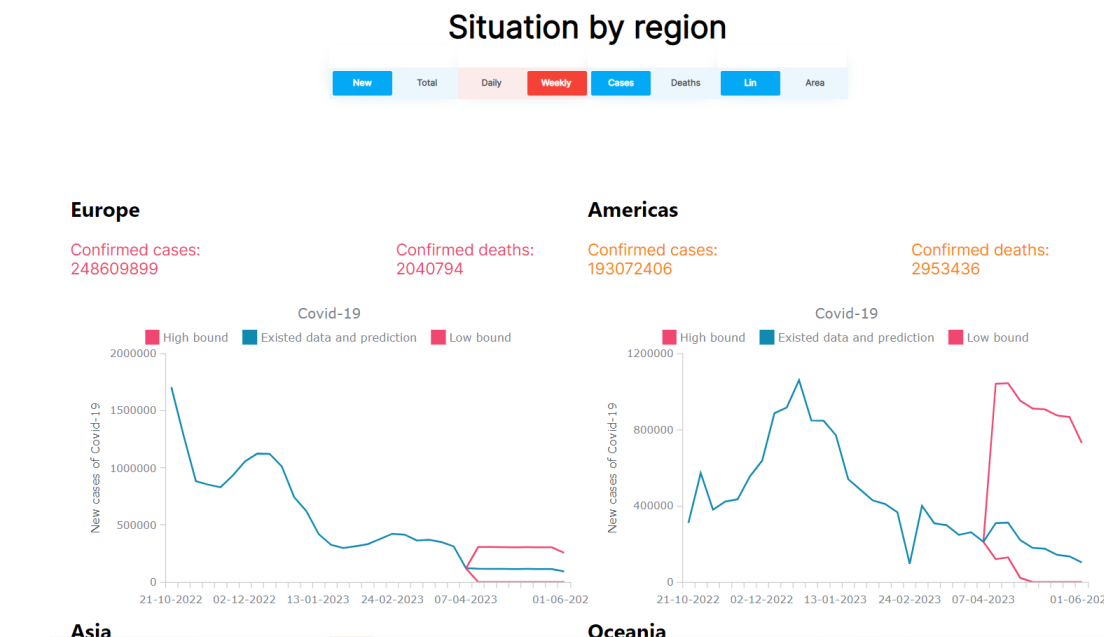 Situation by region
New Total Daily Weekly Cases Deaths Lin Area
Europe
Confirmed cases:
248609899
Confirmed deaths:
2040794
Covid-19
High bound Existed data and prediction Low bound
New cases of Covid-19
2000000
1500000
1000000
500000
0
21-10-2022 02-12-2022 13-01-2023 24-02-2023 07-04-2023 01-06-202
Americas
Confirmed cases:
193072406
Confirmed deaths:
2953436
Covid-19
High bound Existed data and prediction Low bound
New cases of Covid-19
1200000
800000
400000
0
21-10-2022 02-12-2022 13-01-2023 24-02-2023 07-04-2023 01-06-202
Asia
Oceania